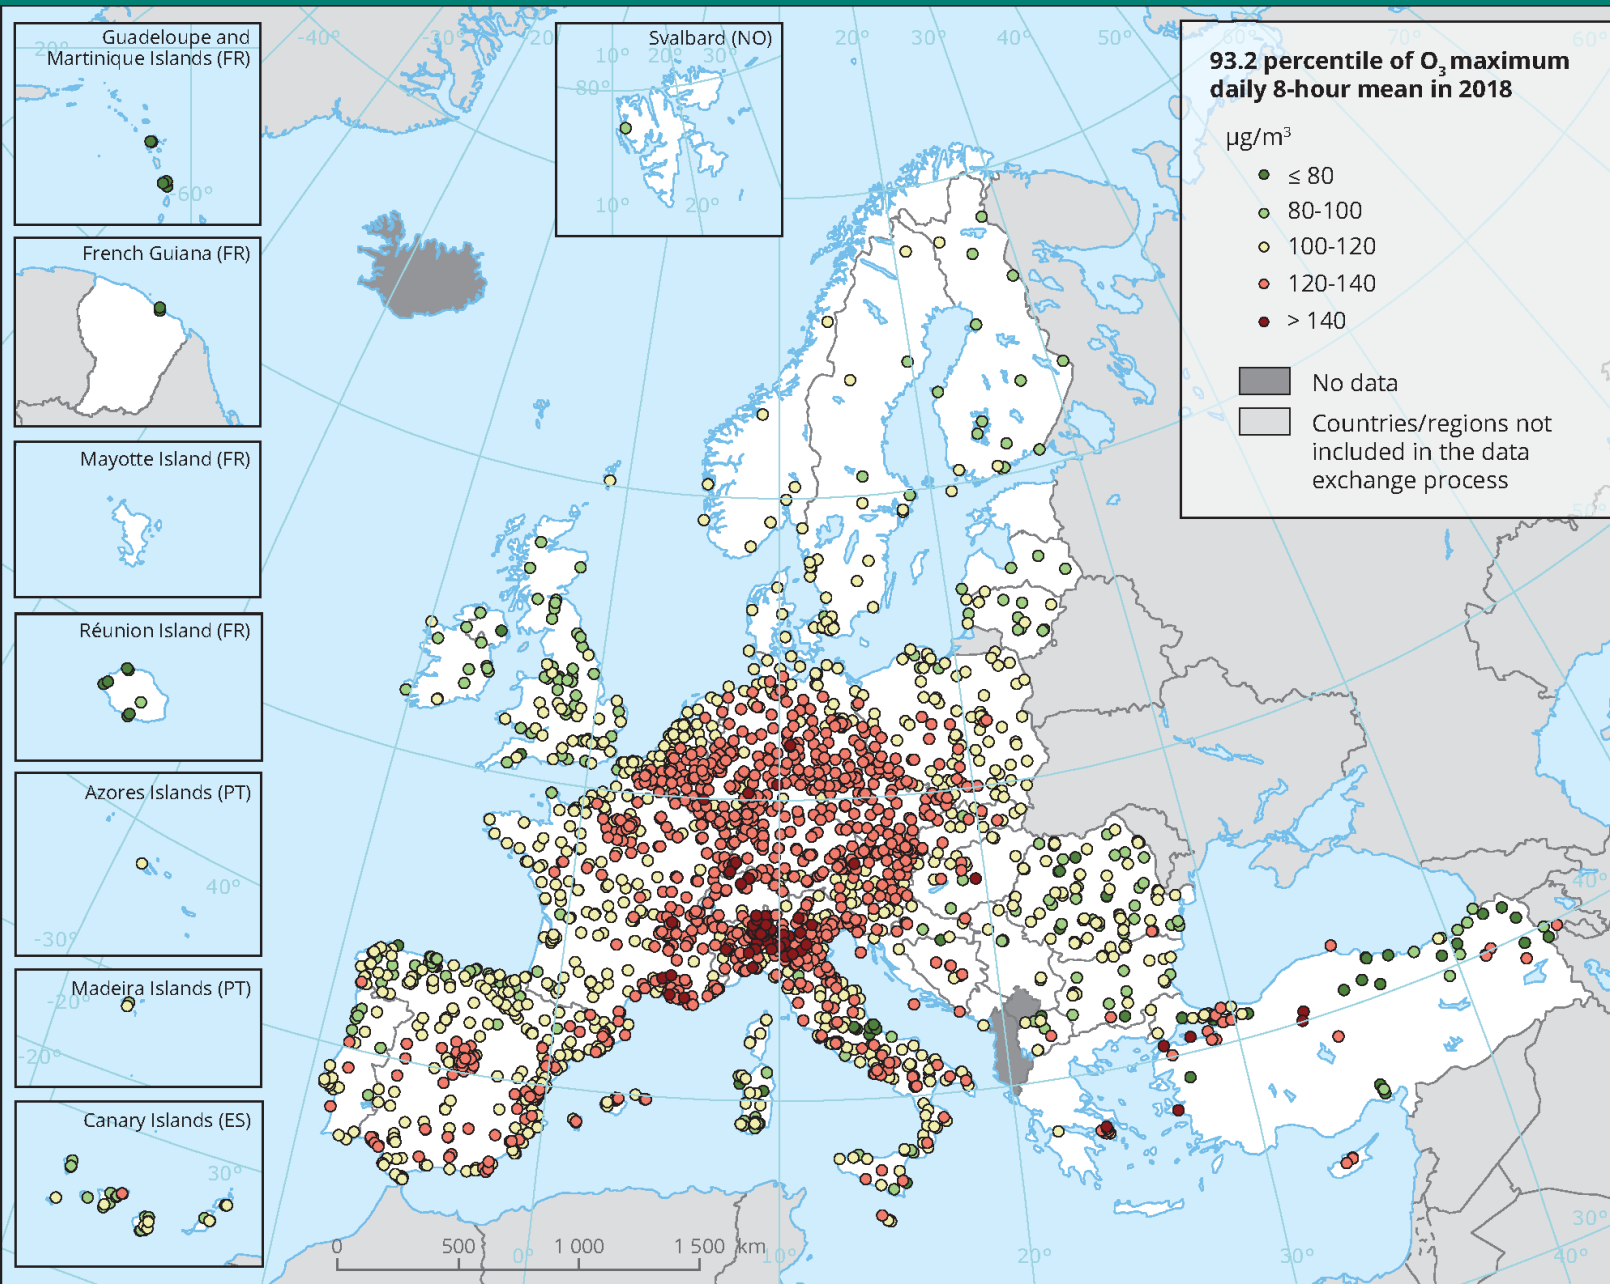 Guadeloupe and
Martinique Islands (FR)
20°
-60°
French Guiana (FR)
Mayotte Island (FR)
Réunion Island (FR)
Azores Islands (PT)
40°
-30°
Madeira Islands (PT)
-20°
-20°
Canary Islands (ES)
30°
-40°
-30°
20
Svalbard (NO)
10°
20°
30°
80°
10°
20°
20°
30°
40°
50°
60°
70°
60°
93.2 percentile of O3 maximum
daily 8-hour mean in 2018
µg/m³
≤ 80
80-100
100-120
120-140
> 140
No data
Countries/regions not
included in the data
exchange process
50°
40°
30°
0
500
1 000
1 500 km
0°
10°
20°
30°
40°